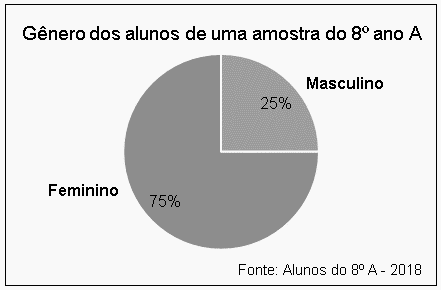 Gênero dos alunos de uma amostra do 8º ano A
Masculino
25%
Feminino
75%
Fonte: Alunos do 8º A - 2018